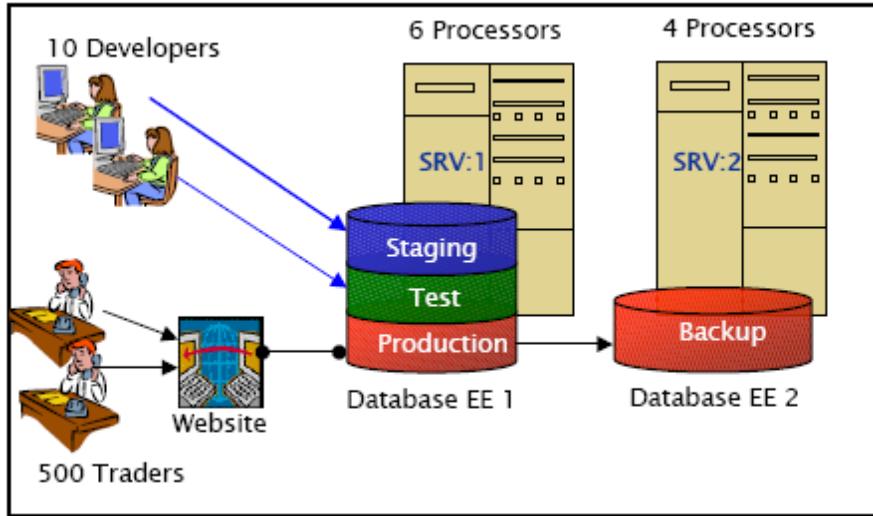 10 Developers
6 Processors
4 Processors
SRV:1
SRV:2
Staging
Test
Production
Backup
Website
Database EE 1
Database EE 2
500 Traders